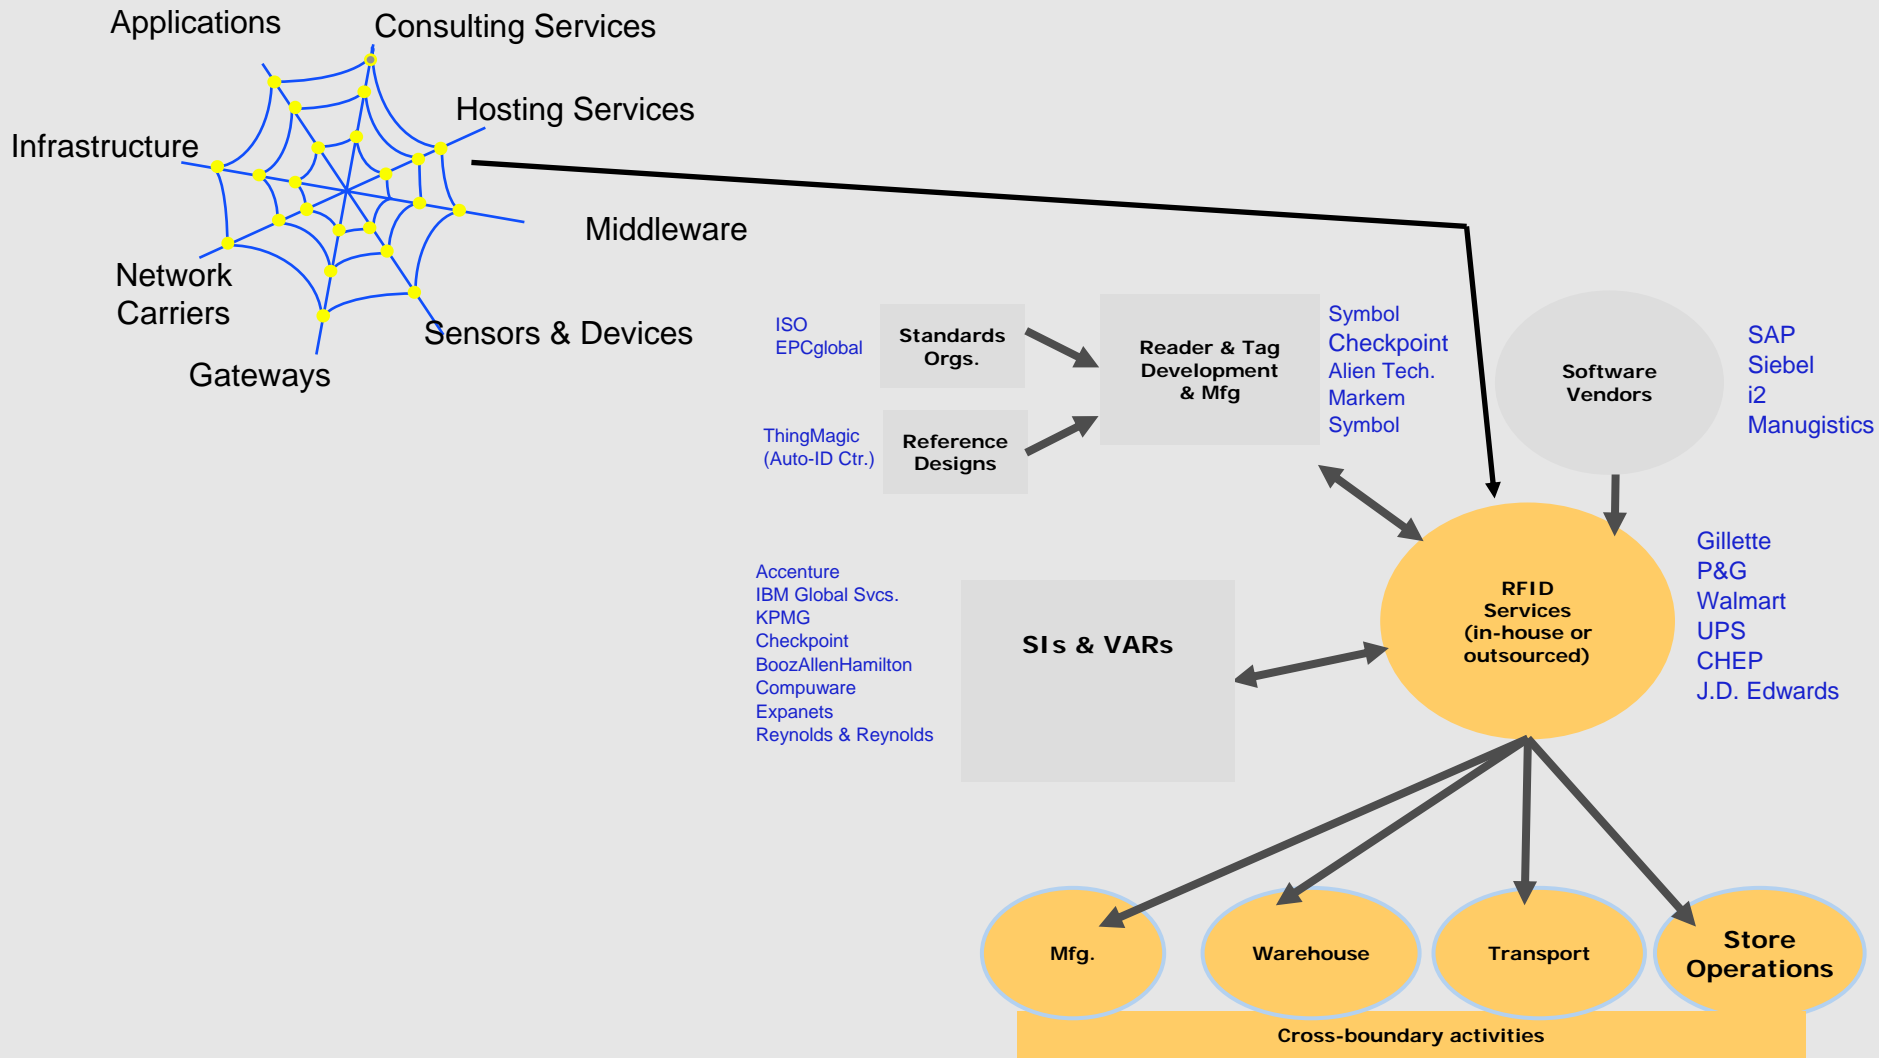 Applications
Consulting Services
Hosting Services
Infrastructure
Middleware
Network
Carriers
Sensors & Devices
Gateways
ISO
EPCglobal
Standards
Orgs.
Reader & Tag
Development
& Mfg
Symbol
Checkpoint
Alien Tech.
Markem
Symbol
Software
Vendors
SAP
Siebel
i2
Manugistics
ThingMagic
(Auto-ID Ctr.)
Reference
Designs
Accenture
IBM Global Svcs.
KPMG
Checkpoint
BoozAllenHamilton
Compuware
Expanets
Reynolds & Reynolds
SIs & VARs
RFID
Services
(in-house or
outsourced)
Gillette
P&G
Walmart
UPS
CHEP
J.D. Edwards
Mfg.
Warehouse
Transport
Store
Operations
Cross-boundary activities